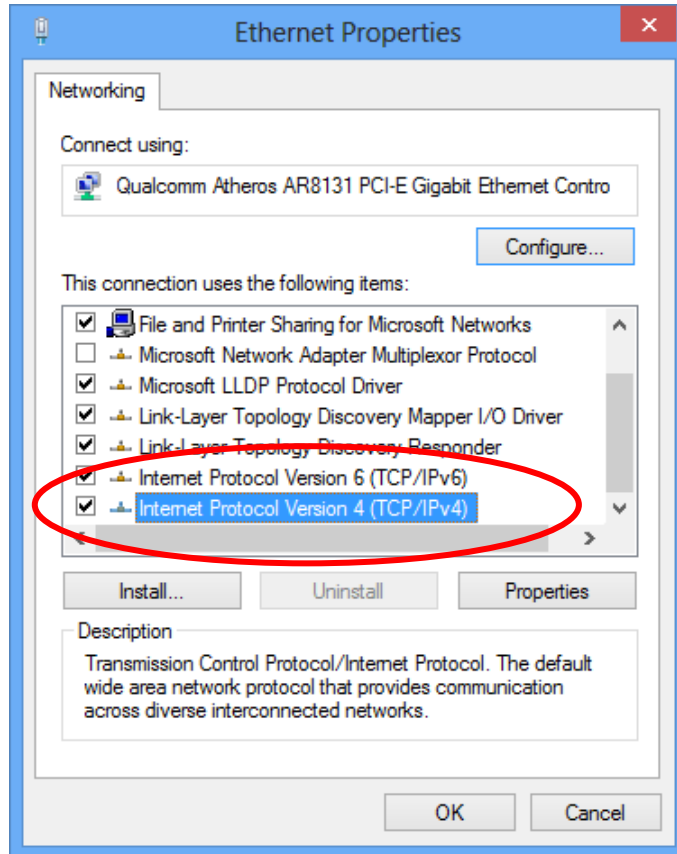 Ethernet Properties
Networking
Connect using:
Qualcomm Atheros AR8131 PCI-E Gigabit Ethernet Contro
Configure...
This connection uses the following items:
File and Printer Sharing for Microsoft Networks
Microsoft Network Adapter Multiplexor Protocol
Microsoft LLDP Protocol Driver
Link-Layer Topology Discovery Mapper I/O Driver
Link-Layer Topology Discovery Responder
Internet Protocol Version 6 (TCP/IPv6)
Internet Protocol Version 4 (TCP/IPv4)
Install... Uninstall Properties
Description
Transmission Control Protocol/Internet Protocol. The default
wide area network protocol that provides communication
across diverse interconnected networks.
OK Cancel